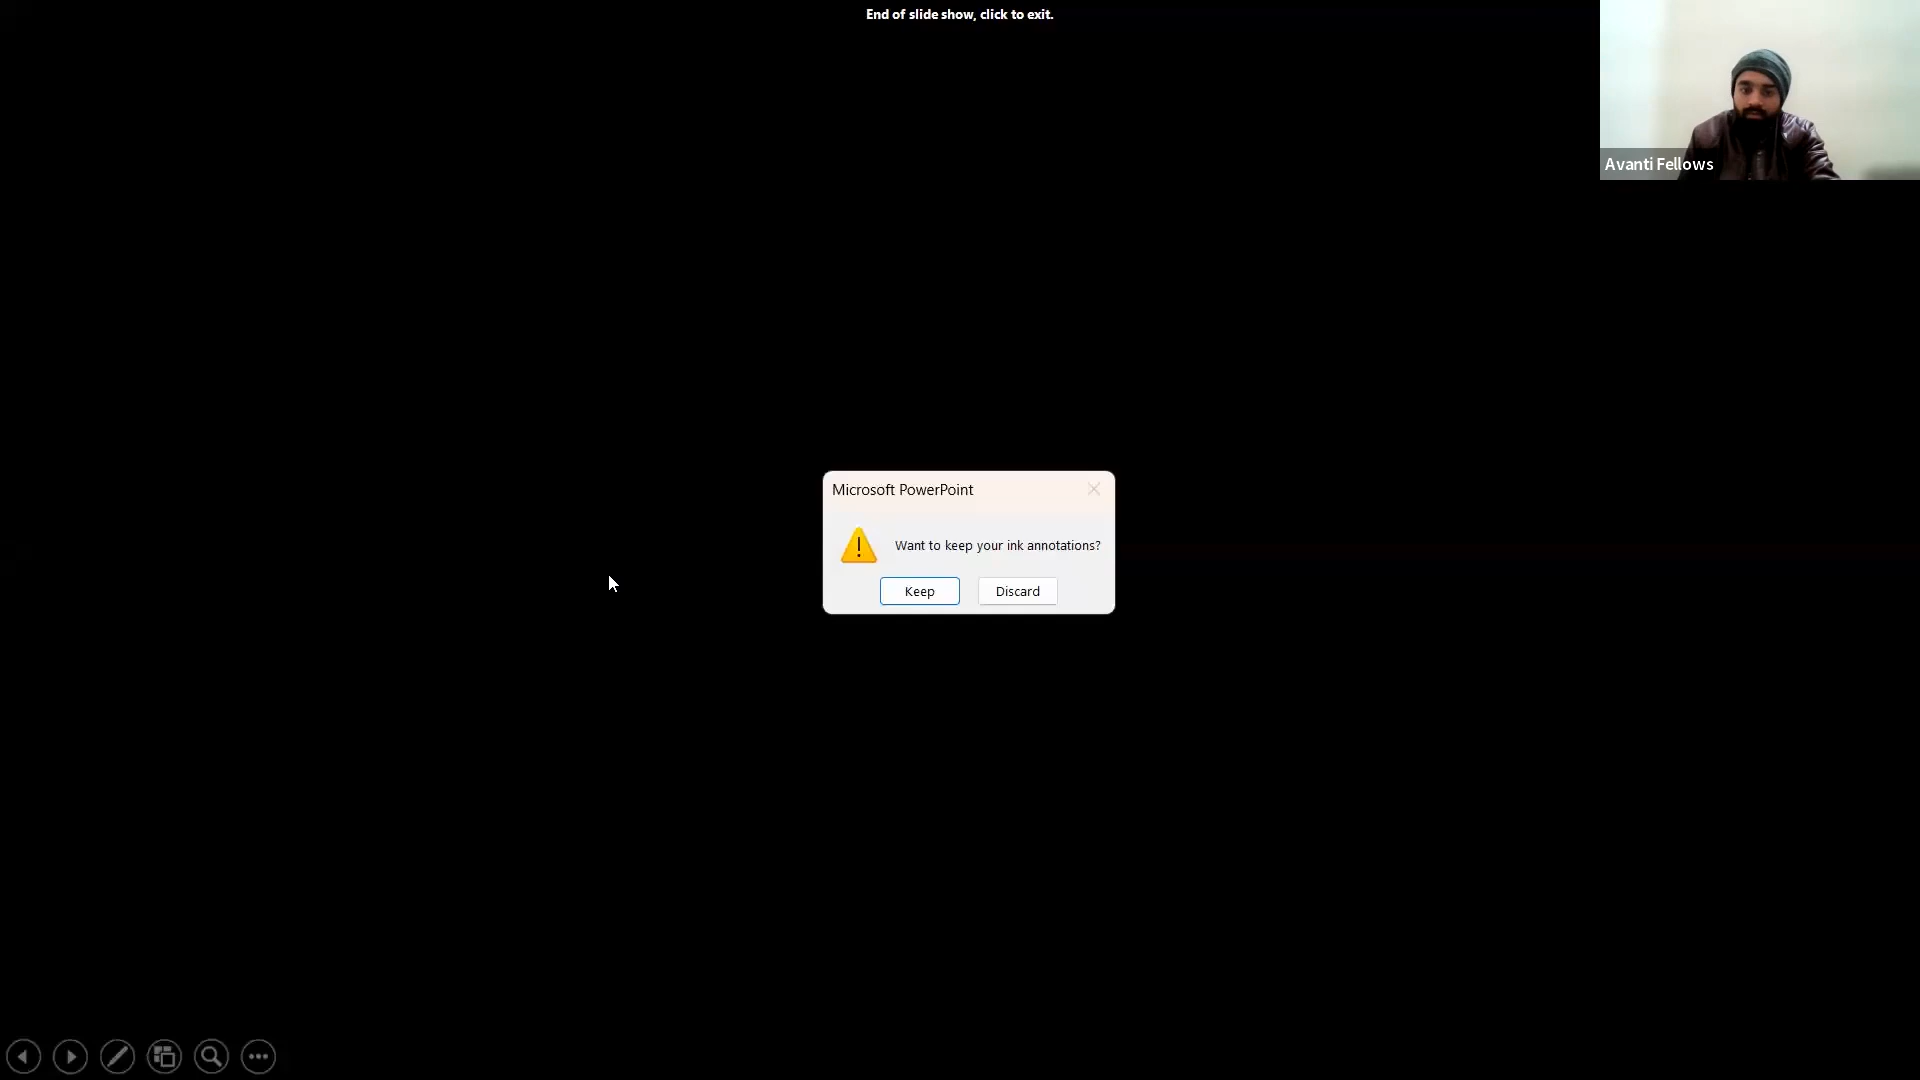 End of slide show, click to exit.
Avanti Fellows
Microsoft PowerPoint
Want to keep your ink annotations?
Keep
Discard